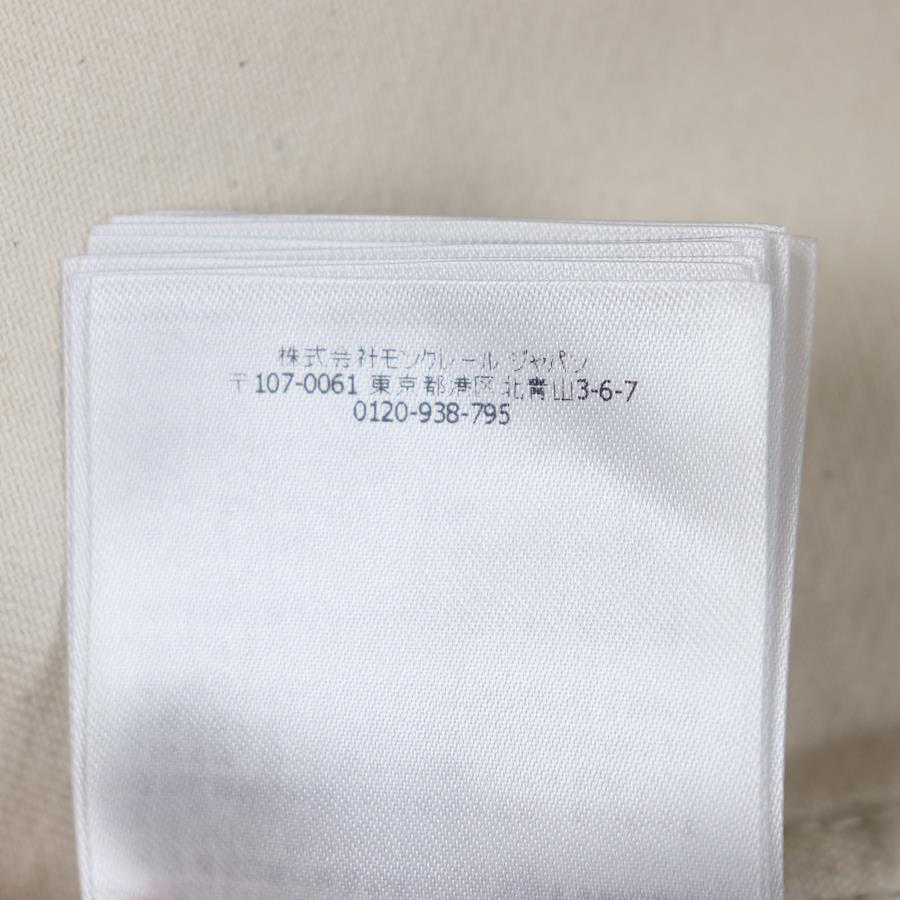 株式会社モンクレール ジャパン
〒107-0061 東京都港区北青山3-6-7
0120-938-795